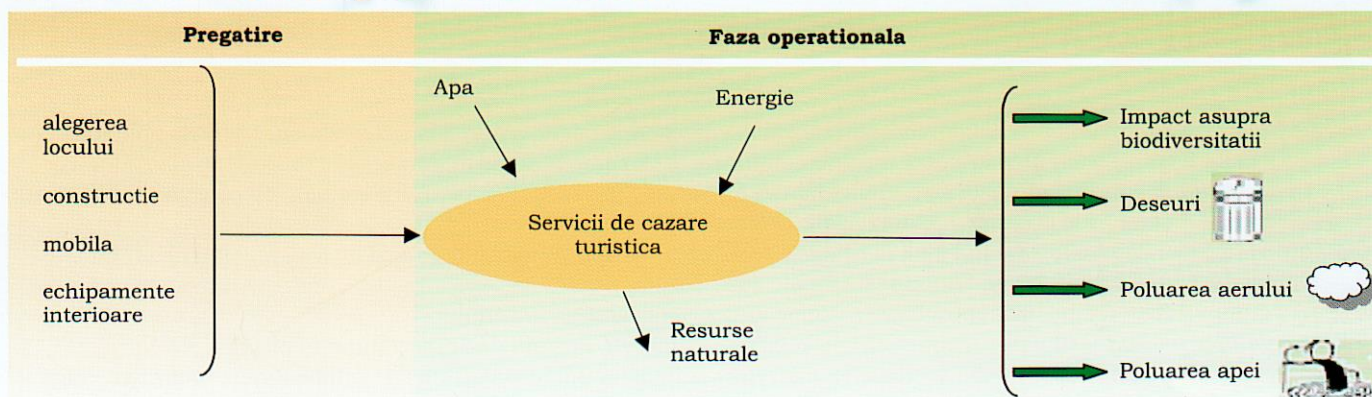 Pregatire
Faza operationala
alegerea
locului
constructie
mobila
echipamente
interioare
Apa
Energie
Servicii de cazare
turistica
Resurse
naturale
Impact asupra
biodiversitatii
Deseuri
Poluarea aerului
Poluarea apei